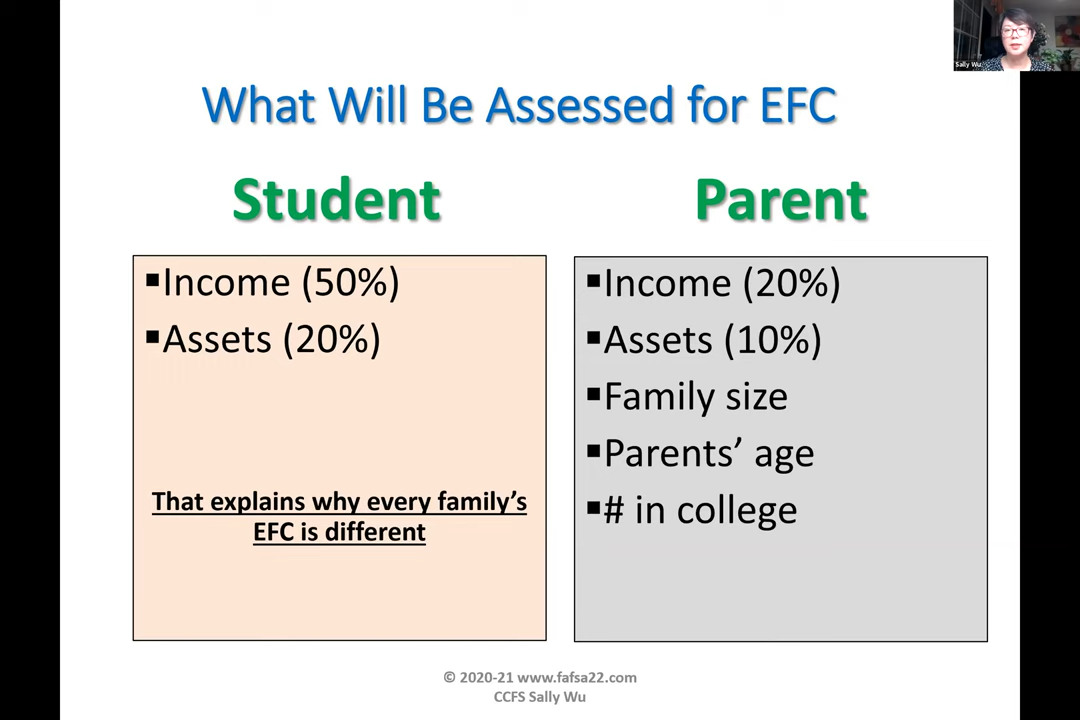 Sally Wu
What Will Be Assessed for EFC
Student
Parent
▪Income (50%)
▪Assets (20%)
That explains why every family’s
EFC is different
▪Income (20%)
▪Assets (10%)
▪Family size
▪Parents’ age
▪# in college
© 2020-21 www.fafsa22.com
CCFS Sally Wu